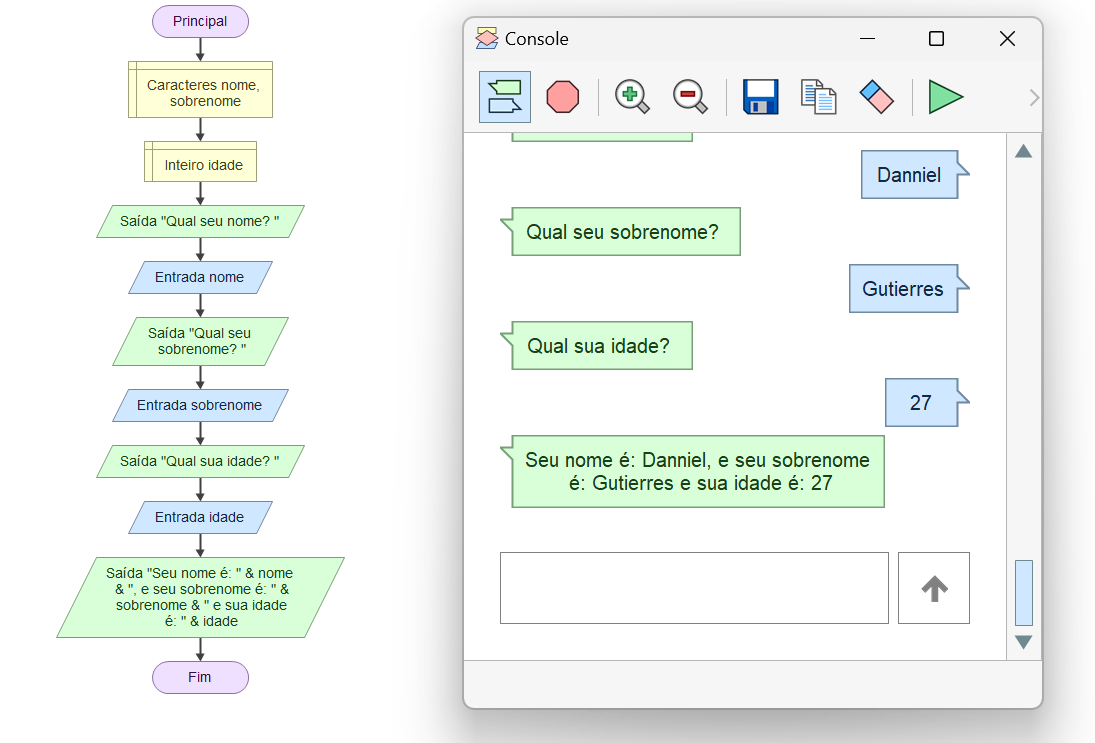 Principal
Caracteres nome,
sobrenome
Inteiro idade
Saída "Qual seu nome? "
Entrada nome
Saída "Qual seu
sobrenome? "
Entrada sobrenome
Saída "Qual sua idade? "
Entrada idade
Saída "Seu nome é: " & nome
& ", e seu sobrenome é: " &
sobrenome & " e sua idade
é: " & idade
Fim
Console
Danniel
Qual seu sobrenome?
Gutierres
Qual sua idade?
27
Seu nome é: Danniel, e seu sobrenome
é: Gutierres e sua idade é: 27